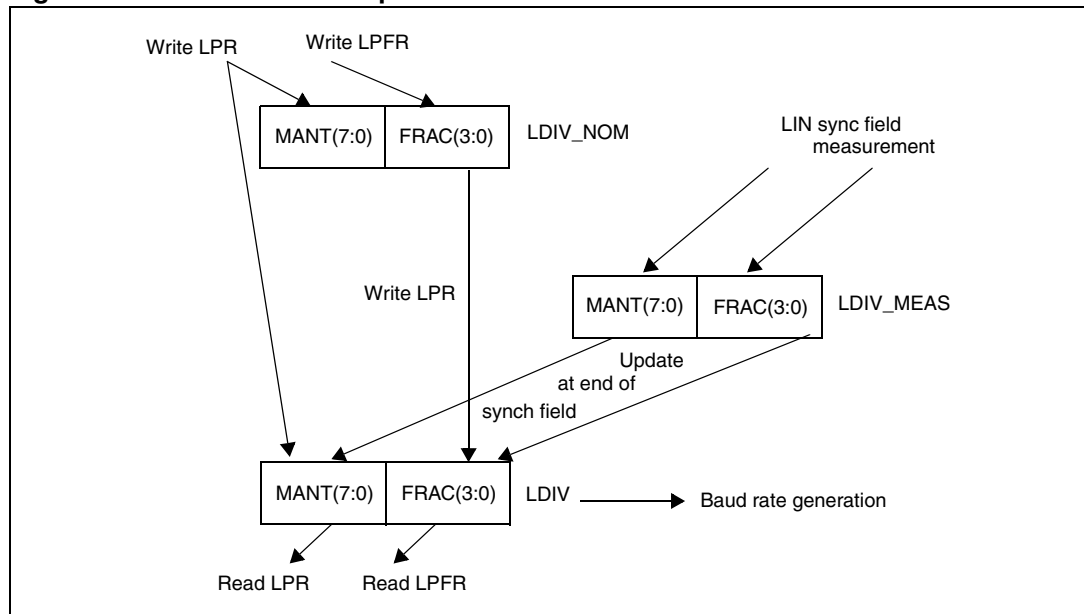 Write LPR
Write LPFR
MANT(7:0) FRAC(3:0) LDIV_NOM
LIN sync field
measurement
Write LPR
MANT(7:0) FRAC(3:0) LDIV_MEAS
Update
at end of
synch field
MANT(7:0) FRAC(3:0) LDIV Baud rate generation
Read LPR Read LPFR